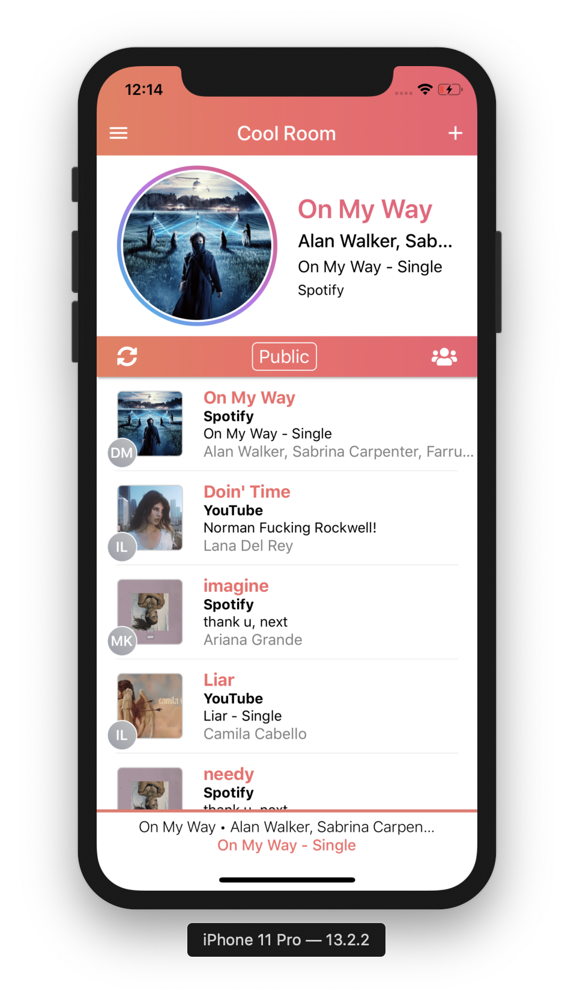 12:14
Cool Room
On My Way
Alan Walker, Sab...
On My Way - Single
Spotify
Public
On My Way
Spotify
On My Way - Single
Alan Walker, Sabrina Carpenter, Farru...
DM
Doin' Time
YouTube
Norman Fucking Rockwell!
Lana Del Rey
IL
imagine
Spotify
thank u, next
Ariana Grande
MK
Liar
YouTube
Liar - Single
Camila Cabello
camila
IL
needy
Spotify
thank u, next
On My Way • Alan Walker, Sabrina Carpen...
On My Way - Single
iPhone 11 Pro — 13.2.2